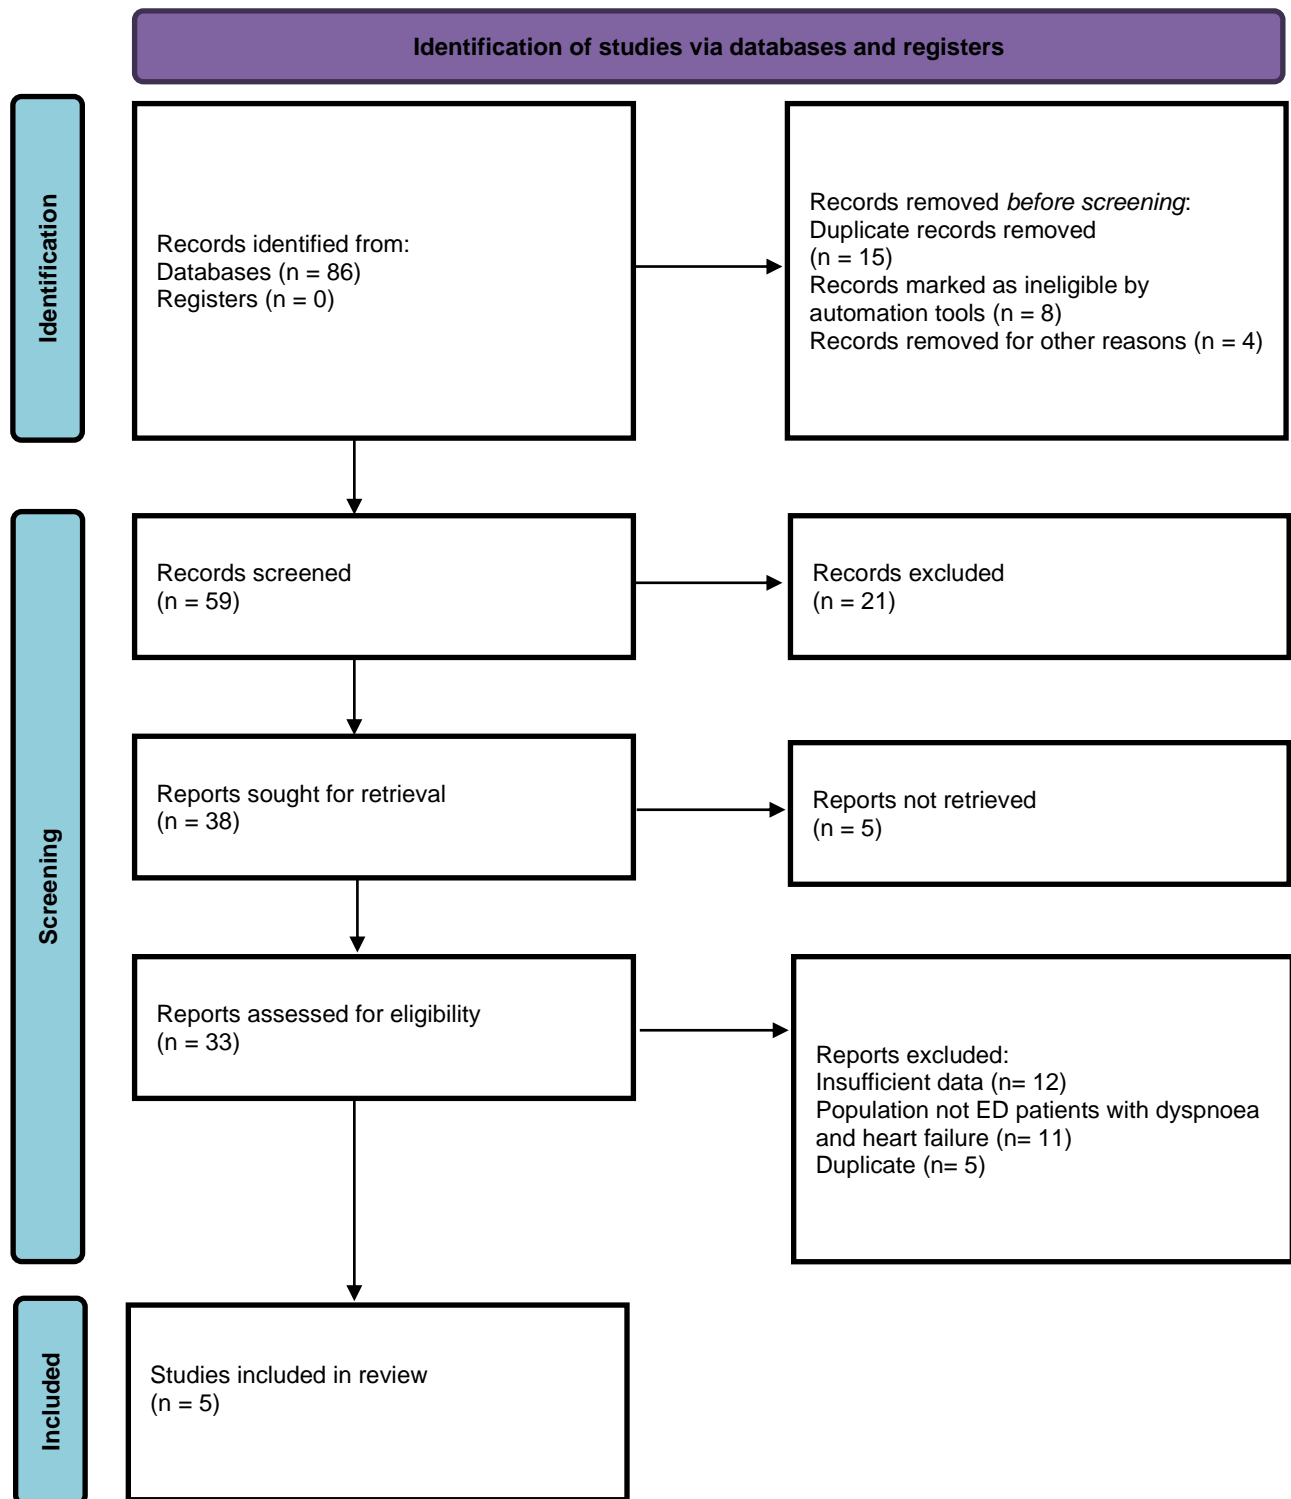 Identification of studies via databases and registers
Identification
Records identified from:
Databases (n = 86)
Registers (n = 0)
Records removed before screening:
Duplicate records removed
(n = 15)
Records marked as ineligible by
automation tools (n = 8)
Records removed for other reasons (n = 4)
Screening
Records screened
(n = 59)
Records excluded
(n = 21)
Reports sought for retrieval
(n = 38)
Reports not retrieved
(n = 5)
Reports assessed for eligibility
(n = 33)
Reports excluded:
Insufficient data (n= 12)
Population not ED patients with dyspnoea
and heart failure (n= 11)
Duplicate (n= 5)
Included
Studies included in review
(n = 5)